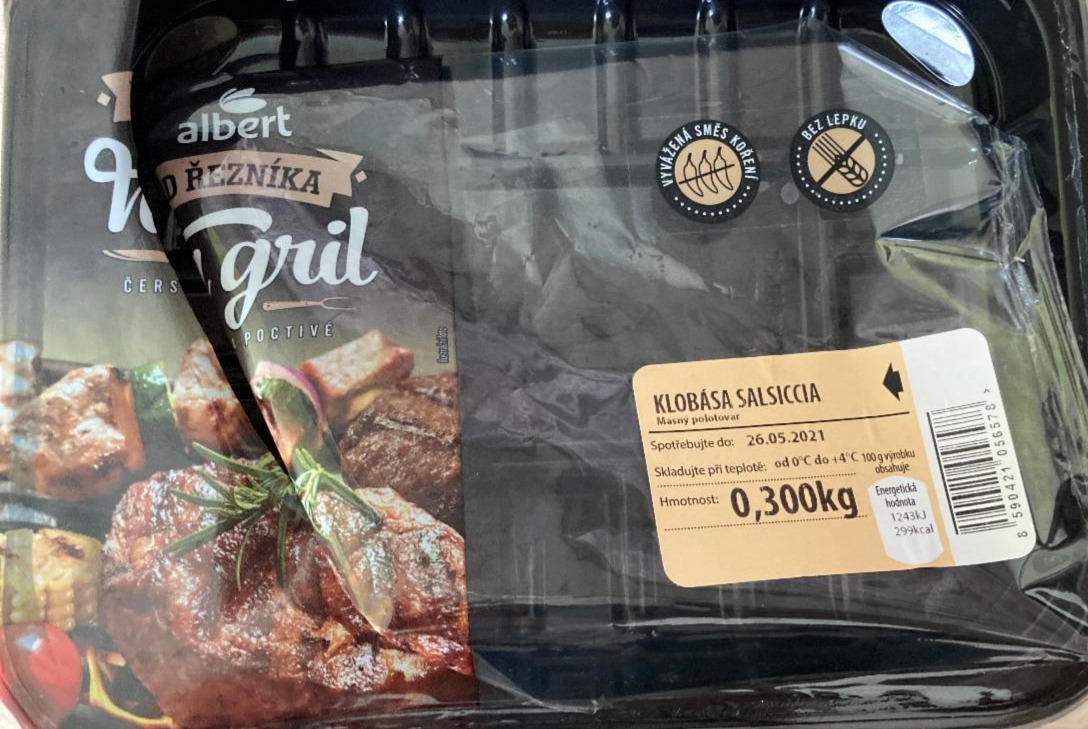 albert
ŘEZNÍKA
gril
POCTIVÉ
VYVÁŽENÁ SMĚS KOŘENÍ
BEZ LEPKU
KLOBÁSA SALSICCIA
Masný polotovar
Spotřebujte do: 26.05.2021
Skladujte při teplotě: od 0°C do +4°C
Hmotnost: 0,300kg
100 g výrobku
obsahuje
Energetická
hodnota
1243kJ
299kcal
8 590421 056578 >